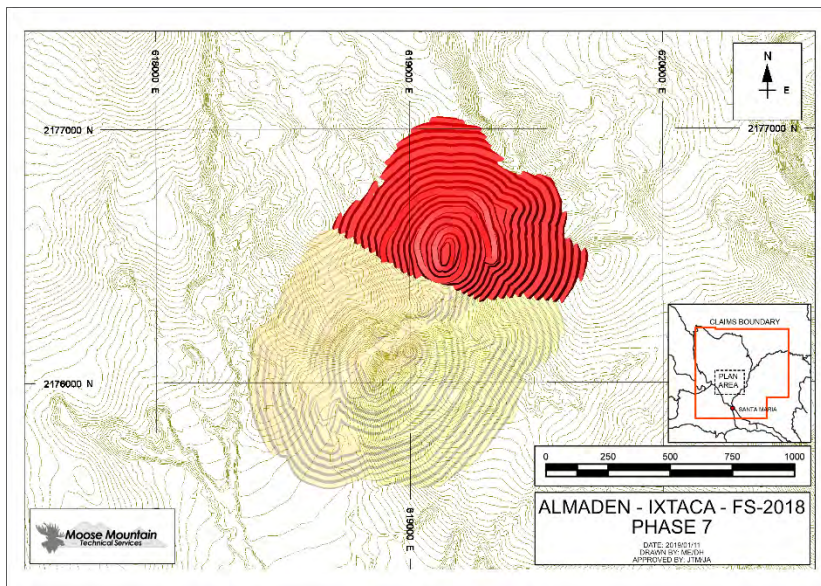 618000 E
619000 E
620000 E
N
E
2177000 N
2177000 N
CLAIMS BOUNDARY
PLAN
AREA
SANTA MARIA
2176000 N
0 250 500 750 1000
ALMADEN - IXTACA - FS-2018
PHASE 7
DATE: 2019/01/11
DRAWN BY: ME/DH
APPROVED BY: JTM/JA
Moose Mountain
Technical Services
619000 E